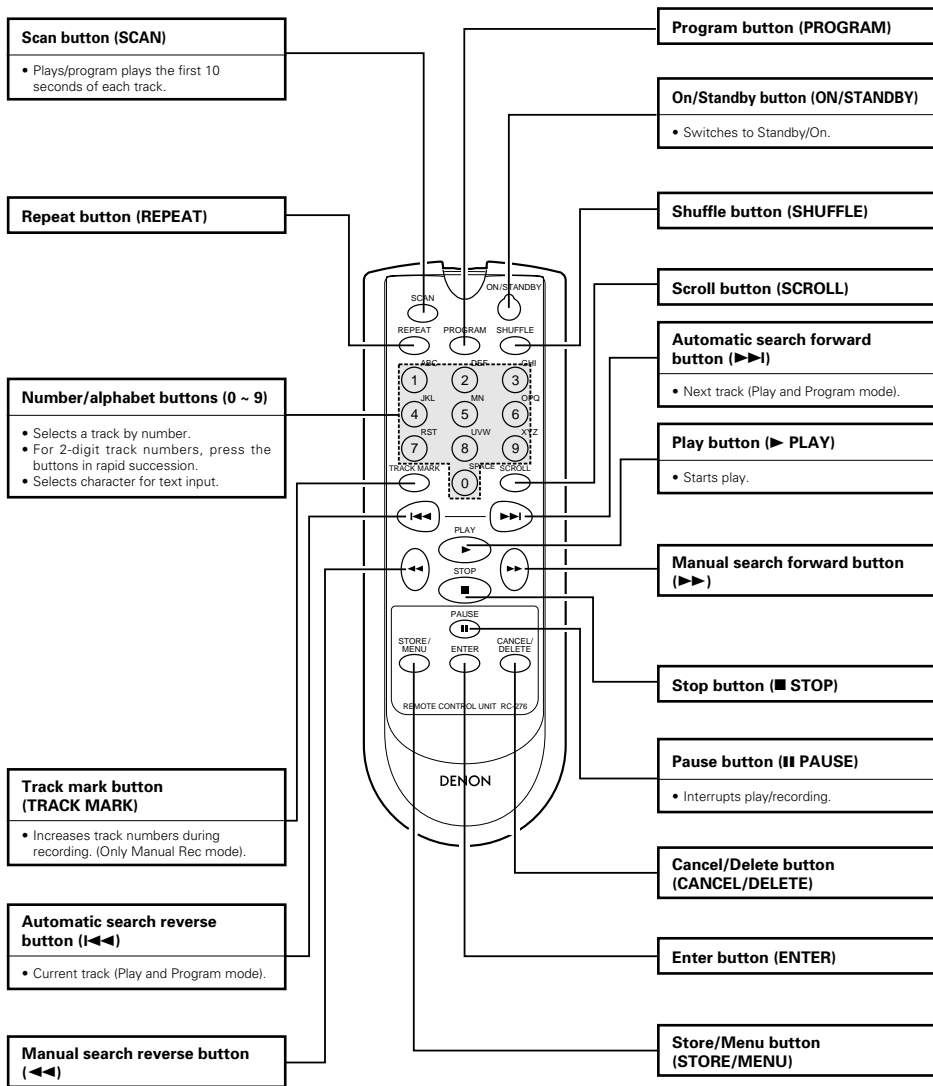 Scan button (SCAN)
• Plays/program plays the first 10
seconds of each track.
Repeat button (REPEAT)
Number/alphabet buttons (0 ~ 9)
• Selects a track by number.
• For 2-digit track numbers, press the
buttons in rapid succession.
• Selects character for text input.
Track mark button
(TRACK MARK)
• Increases track numbers during
recording. (Only Manual Rec mode).
Automatic search reverse
button (I◄◄)
• Current track (Play and Program mode).
Manual search reverse button
(◄◄)
SCAN
ON/STANDBY
REPEAT PROGRAM SHUFFLE
ABC DEF GHI
1 2 3
JKL MN OPQ
4 5 6
RST UVW XYZ
7 8 9
TRACK MARK SPACE SCROLL
0
I◄◄ ►►I
PLAY
►
◄◄ ►►
STOP
■
PAUSE
II
STORE/
MENU
ENTER
CANCEL/
DELETE
REMOTE CONTROL UNIT RC-276
DENON
Program button (PROGRAM)
On/Standby button (ON/STANDBY)
• Switches to Standby/On.
Shuffle button (SHUFFLE)
Scroll button (SCROLL)
Automatic search forward
button (►►I)
• Next track (Play and Program mode).
Play button (► PLAY)
• Starts play.
Manual search forward button
(►►)
Stop button (■ STOP)
Pause button (II PAUSE)
• Interrupts play/recording.
Cancel/Delete button
(CANCEL/DELETE)
Enter button (ENTER)
Store/Menu button
(STORE/MENU)